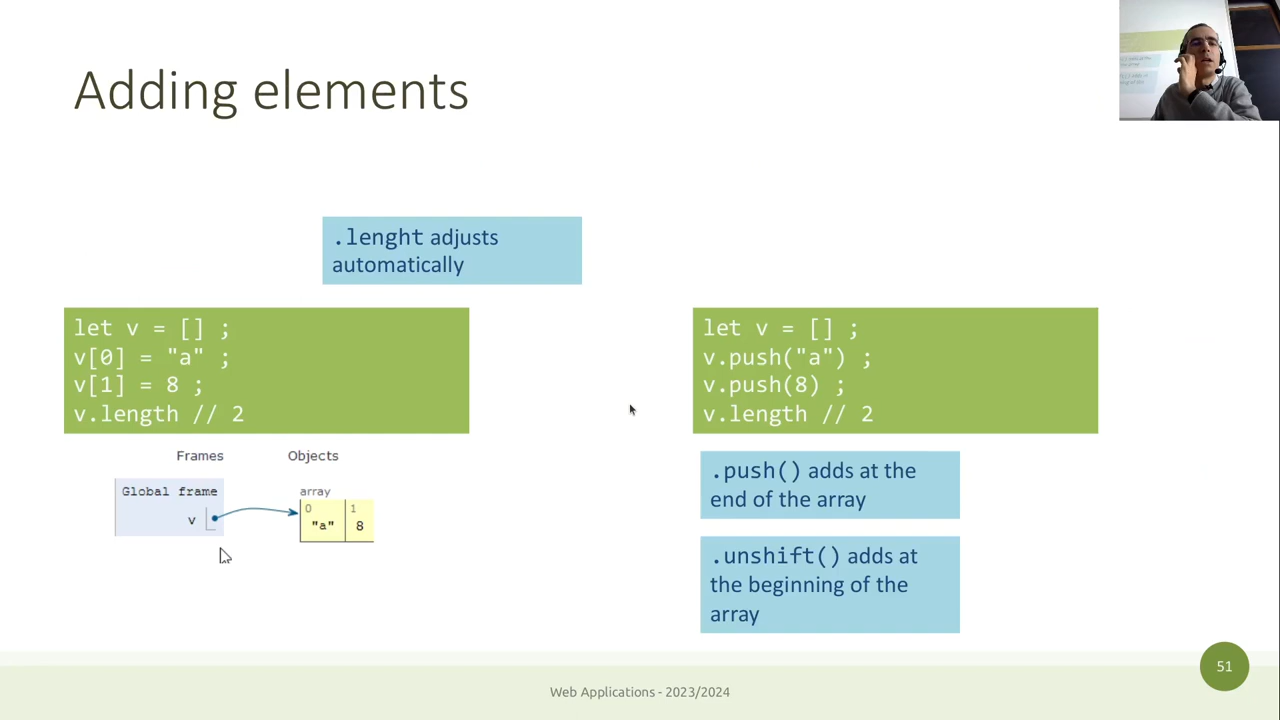 Adding elements
.lenght adjusts
automatically
let v = [] ;
v[0] = "a" ;
v[1] = 8 ;
v.length // 2
let v = [] ;
v.push("a") ;
v.push(8) ;
v.length // 2
Frames
Objects
Global frame
v
array
0
1
"a"
8
.push() adds at the
end of the array
.unshift() adds at
the beginning of the
array
51
Web Applications - 2023/2024